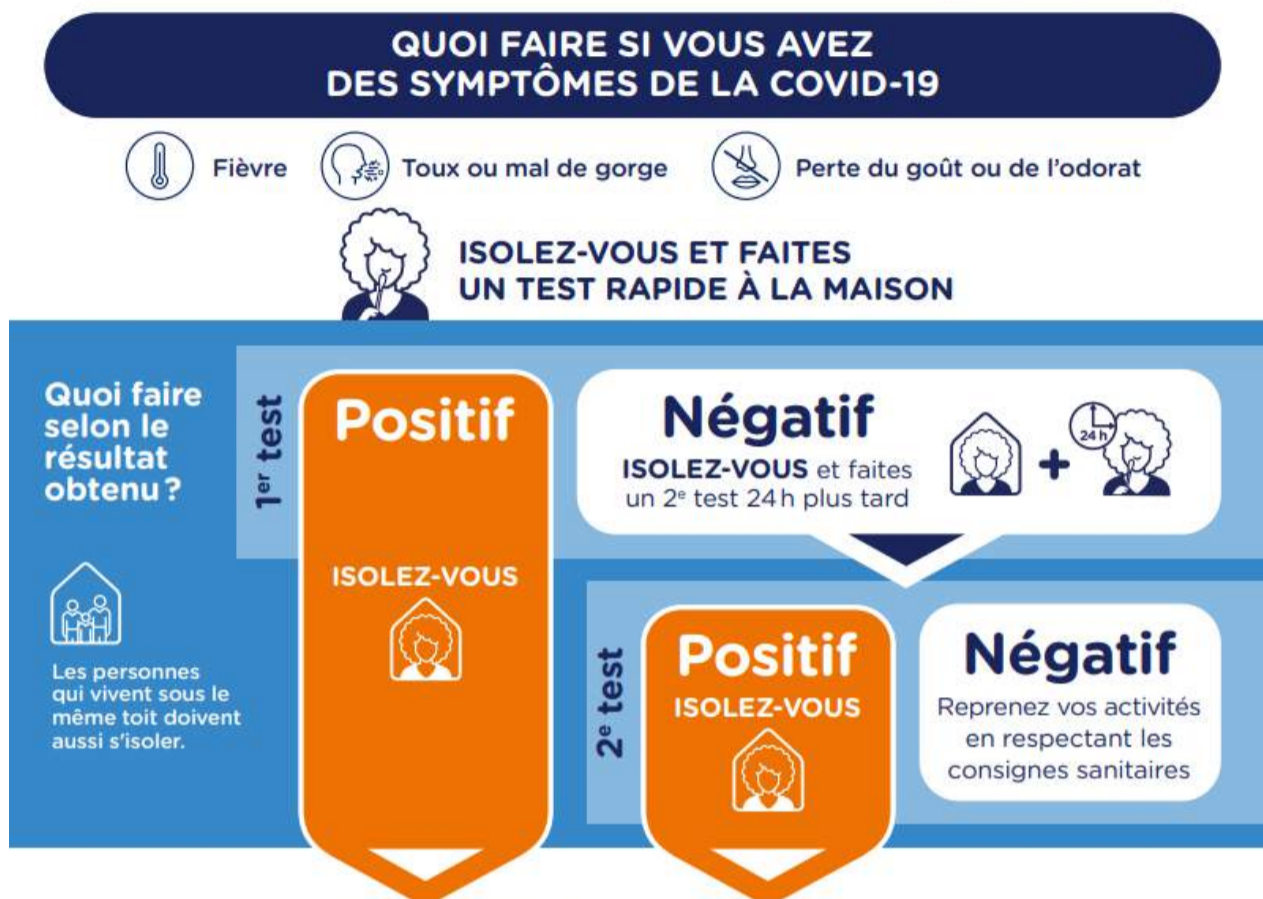 QUOI FAIRE SI VOUS AVEZ
DES SYMPTÔMES DE LA COVID-19
Fièvre
Toux ou mal de gorge
Perte du goût ou de l'odorat
ISOLEZ-VOUS ET FAITES
UN TEST RAPIDE À LA MAISON
Quoi faire
selon le
résultat
obtenu ?
Les personnes
qui vivent sous le
même toit doivent
aussi s'isoler.
1er test
Positif
ISOLEZ-VOUS
Négatif
ISOLEZ-VOUS et faites
un 2e test 24 h plus tard
+
24 h
2e test
Positif
ISOLEZ-VOUS
Négatif
Reprenez vos activités
en respectant les
consignes sanitaires